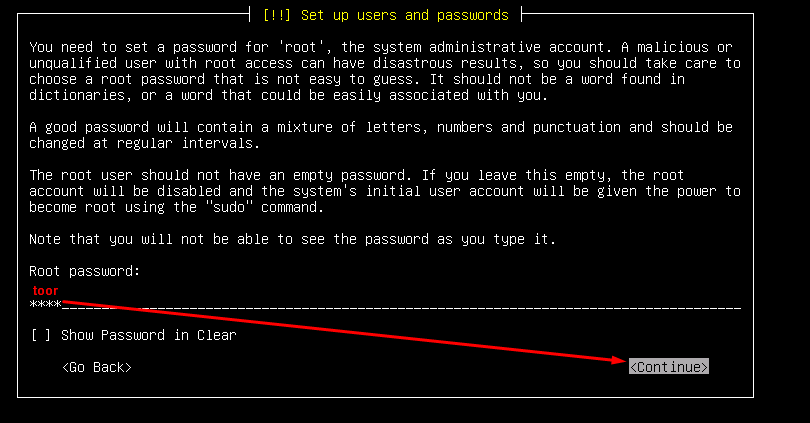 [!!] Set up users and passwords
You need to set a password for 'root', the system administrative account. A malicious or
unqualified user with root access can have disastrous results, so you should take care to
choose a root password that is not easy to guess. It should not be a word found in
dictionaries, or a word that could be easily associated with you.
A good password will contain a mixture of letters, numbers and punctuation and should be
changed at regular intervals.
The root user should not have an empty password. If you leave this empty, the root
account will be disabled and the system's initial user account will be given the power to
become root using the "sudo" command.
Note that you will not be able to see the password as you type it.
Root password:
toor
****
[ ] Show Password in Clear
<Go Back> <Continue>